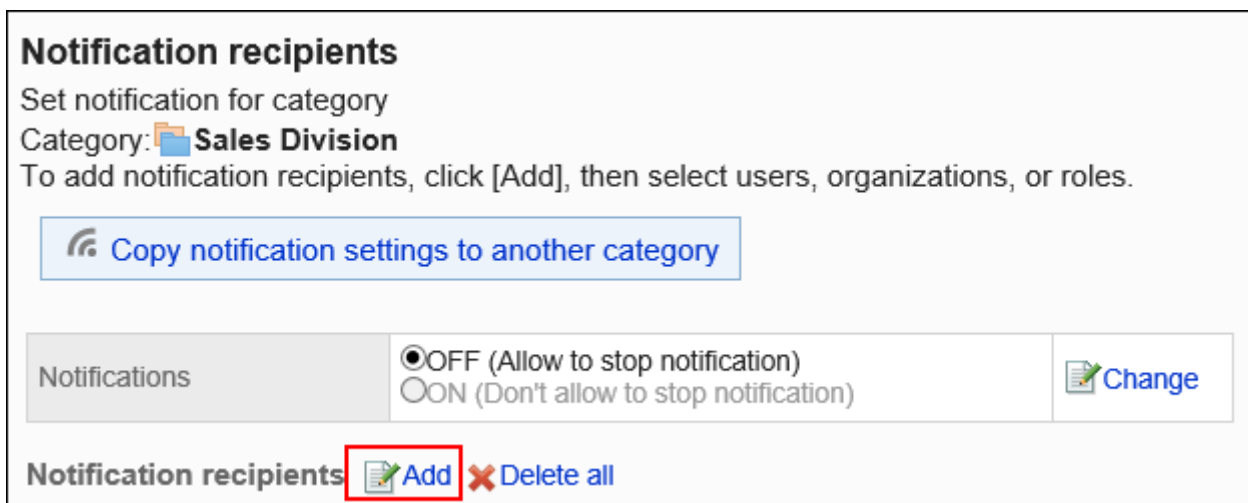 Notification recipients
Set notification for category
Category: Sales Division
To add notification recipients, click [Add], then select users, organizations, or roles.
Copy notification settings to another category
Notifications
OFF (Allow to stop notification)
ON (Don't allow to stop notification)
Change
Notification recipients Add Delete all